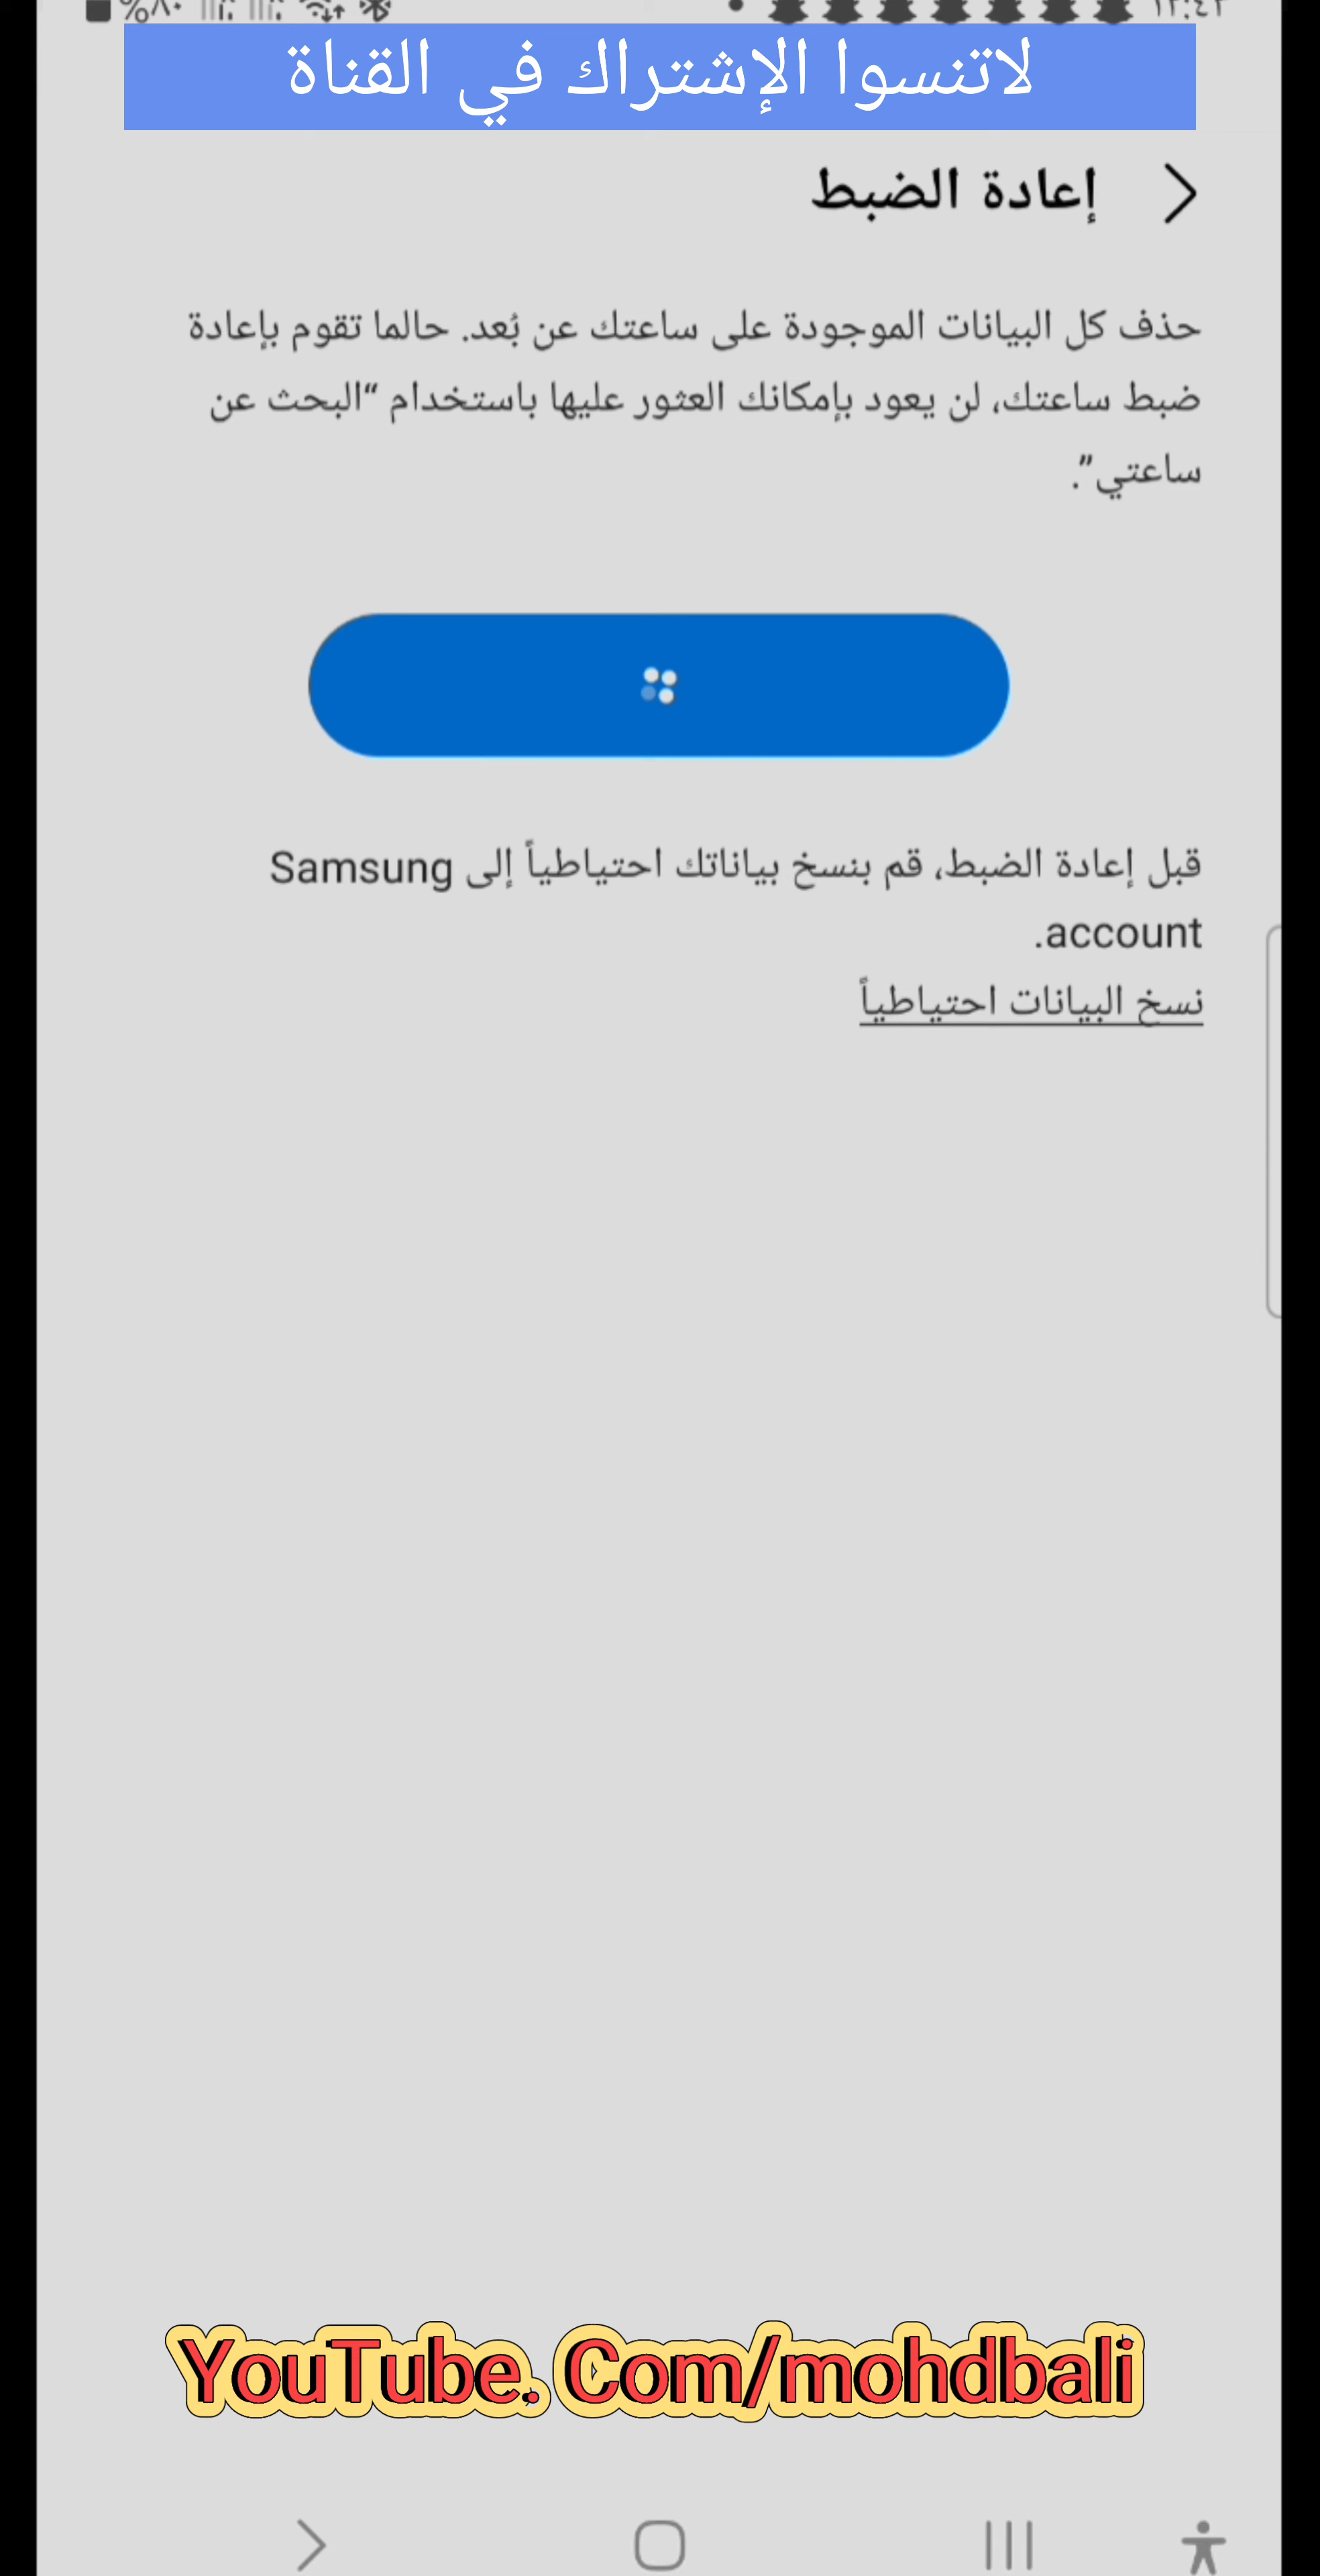 %٨٠
لاتنسوا الإشتراك في القناة
إعادة الضبط
حذف كل البيانات الموجودة على ساعتك عن بُعد. حالما تقوم بإعادة
ضبط ساعتك، لن يعود بإمكانك العثور عليها باستخدام “البحث عن
ساعتي”.
قبل إعادة الضبط، قم بنسخ بياناتك احتياطياً إلى Samsung
account.
نسخ البيانات احتياطياً
YouTube. Com/mohdbali